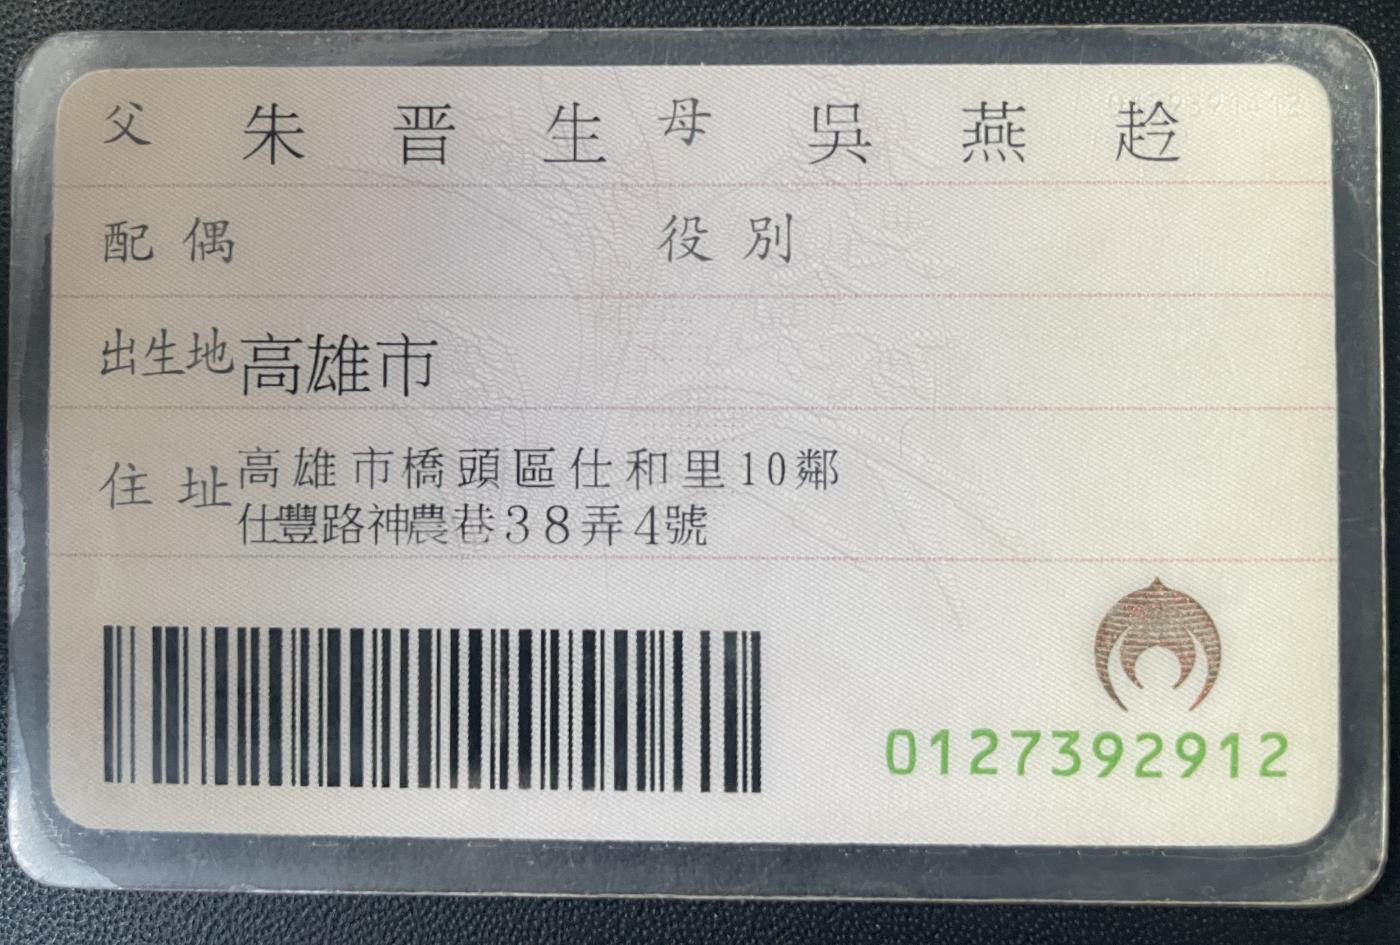 父 朱晋生 母 吳燕趁
配偶 役別
出生地 高雄市
住址 高雄市橋頭區仕和里10鄰
仕豐路神農巷38弄4號
0127392912